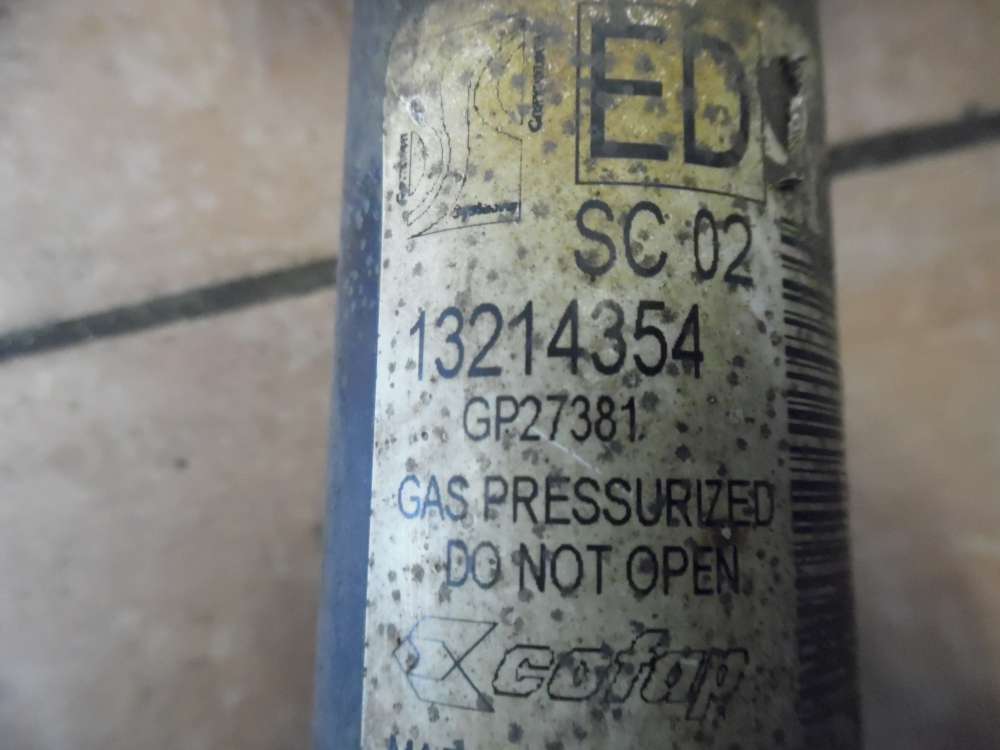 ED
SC 02
13214354
GP27381
GAS PRESSURIZED
DO NOT OPEN
cofap